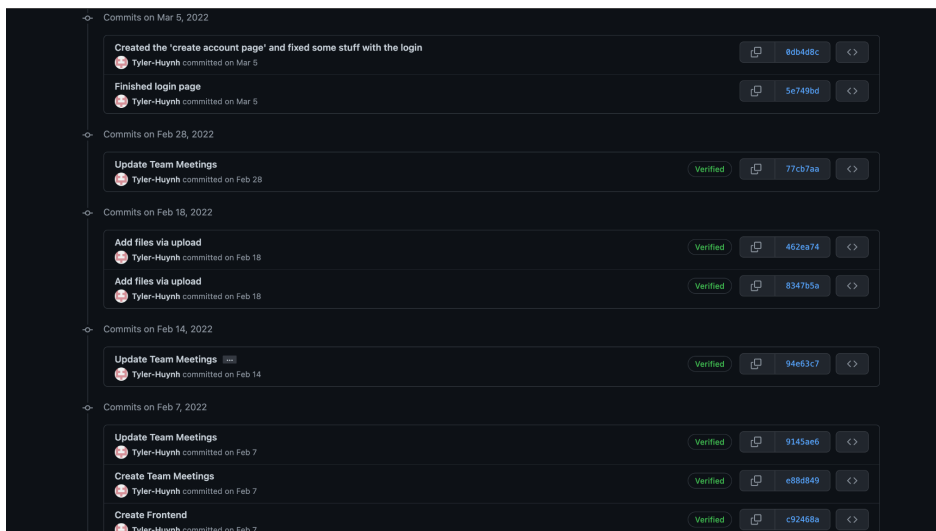 Commits on Mar 5, 2022
Created the 'create account page' and fixed some stuff with the login
Tyler-Huynh committed on Mar 5
0db4d8c
Finished login page
Tyler-Huynh committed on Mar 5
5e749bd
Commits on Feb 28, 2022
Update Team Meetings
Tyler-Huynh committed on Feb 28
Verified
77cb7aa
Commits on Feb 18, 2022
Add files via upload
Tyler-Huynh committed on Feb 18
Verified
462ea74
Add files via upload
Tyler-Huynh committed on Feb 18
Verified
8347b5a
Commits on Feb 14, 2022
Update Team Meetings ...
Tyler-Huynh committed on Feb 14
Verified
94e63c7
Commits on Feb 7, 2022
Update Team Meetings
Tyler-Huynh committed on Feb 7
Verified
9145ae6
Create Team Meetings
Tyler-Huynh committed on Feb 7
Verified
e88d849
Create Frontend
Tyler-Huynh committed on Feb 7
Verified
c92468a